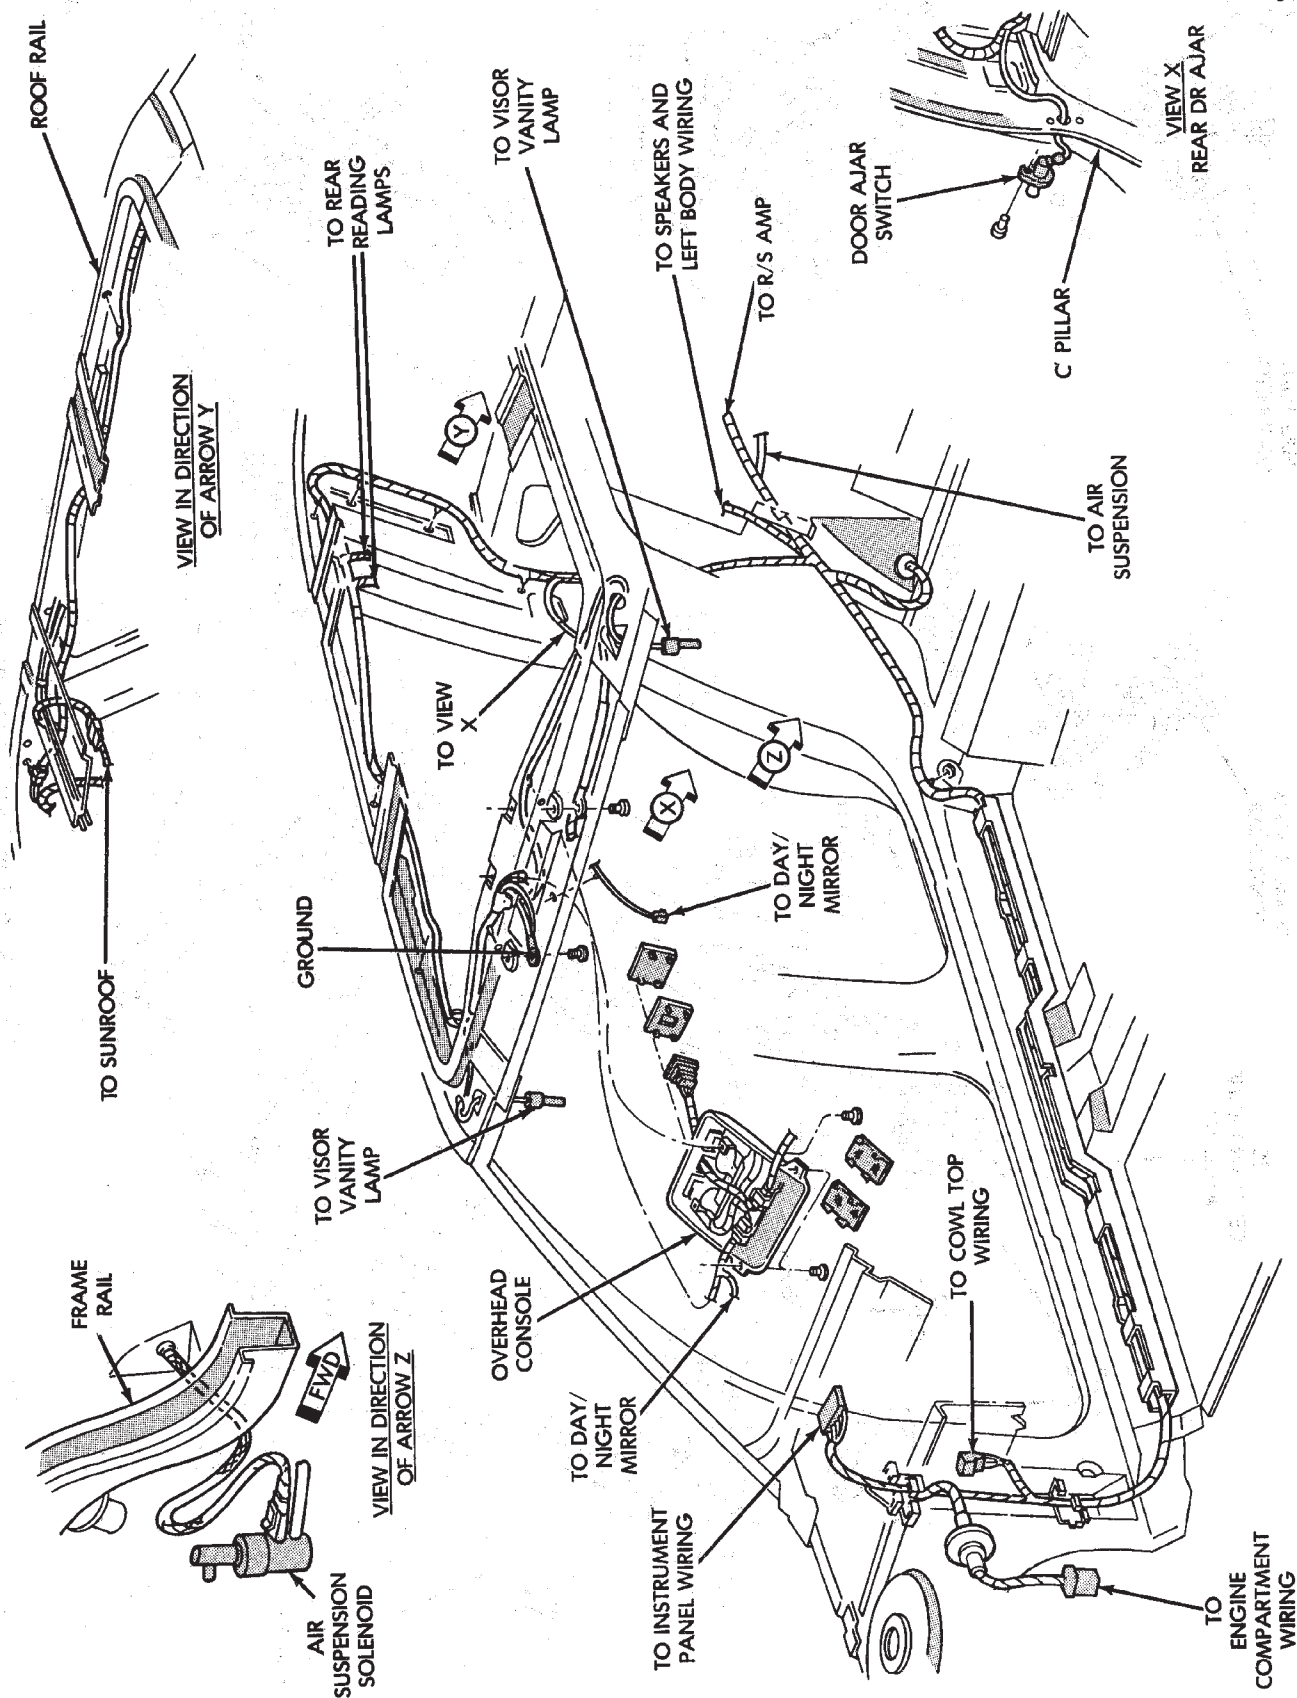 ROOF RAIL
TO SUNROOF
VIEW IN DIRECTION
OF ARROW Y
FRAME
RAIL
FWD
VIEW IN DIRECTION
OF ARROW Z
AIR
SUSPENSION
SOLENOID
TO REAR
READING
LAMPS
GROUND
TO VISOR
VANITY
LAMP
Y
TO VIEW
X
TO VISOR
VANITY
LAMP
X
Z
OVERHEAD
CONSOLE
TO DAY/
NIGHT
MIRROR
TO DAY/
NIGHT
MIRROR
TO INSTRUMENT
PANEL WIRING
TO SPEAKERS AND
LEFT BODY WIRING
TO R/S AMP
DOOR AJAR
SWITCH
C' PILLAR
VIEW X
REAR DR AJAR
TO AIR
SUSPENSION
TO COWL TOP
WIRING
TO
ENGINE
COMPARTMENT
WIRING